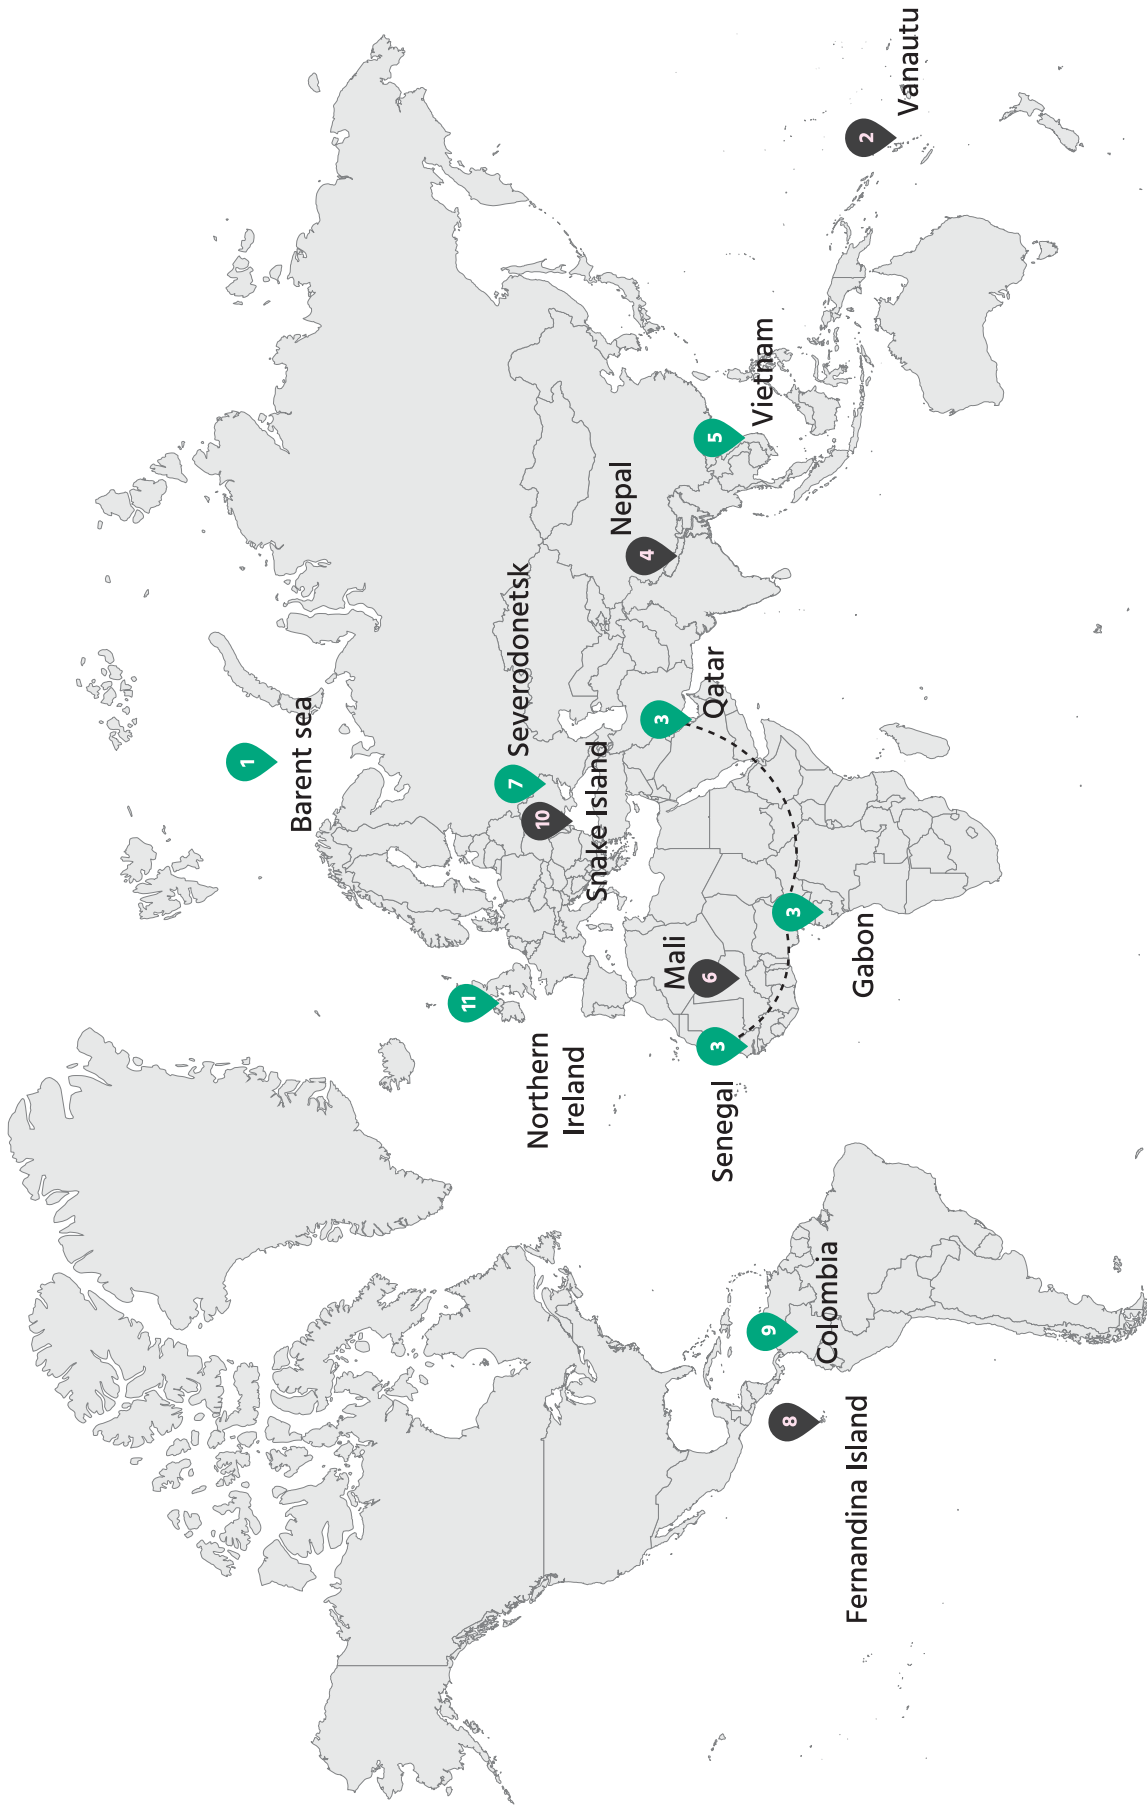 1
Barent sea
11
Northern
Ireland
7
Severodonetsk
10
Snake Island
4
Nepal
3
Qatar
5
Vietnam
Mali
6
3
Senegal
3
Gabon
9
Colombia
8
Fernandina Island
2
Vanautu